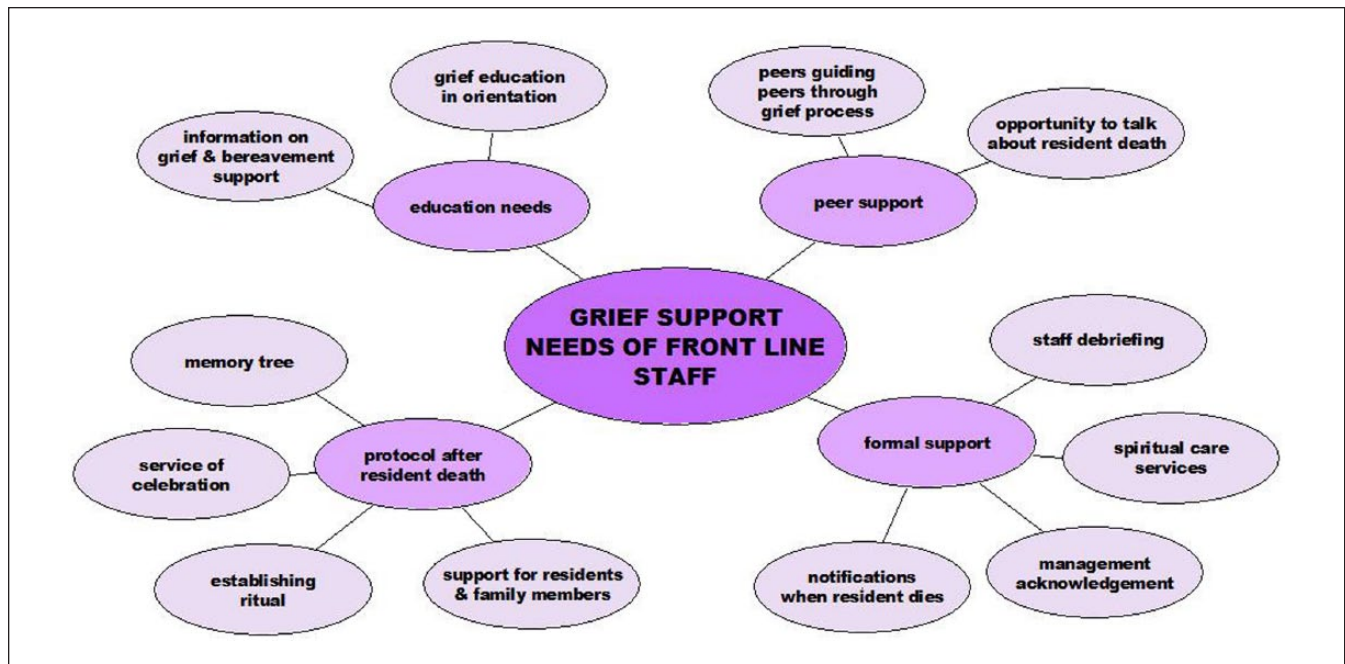 grief education
in orientation
information on
grief & bereavement
support
education needs
peers guiding
peers through
grief process
opportunity to talk
about resident death
peer support
GRIEF SUPPORT
NEEDS OF FRONT LINE
STAFF
memory tree
service of
celebration
protocol after
resident death
establishing
ritual
support for residents
& family members
staff debriefing
formal support
spiritual care
services
notifications
when resident dies
management
acknowledgement